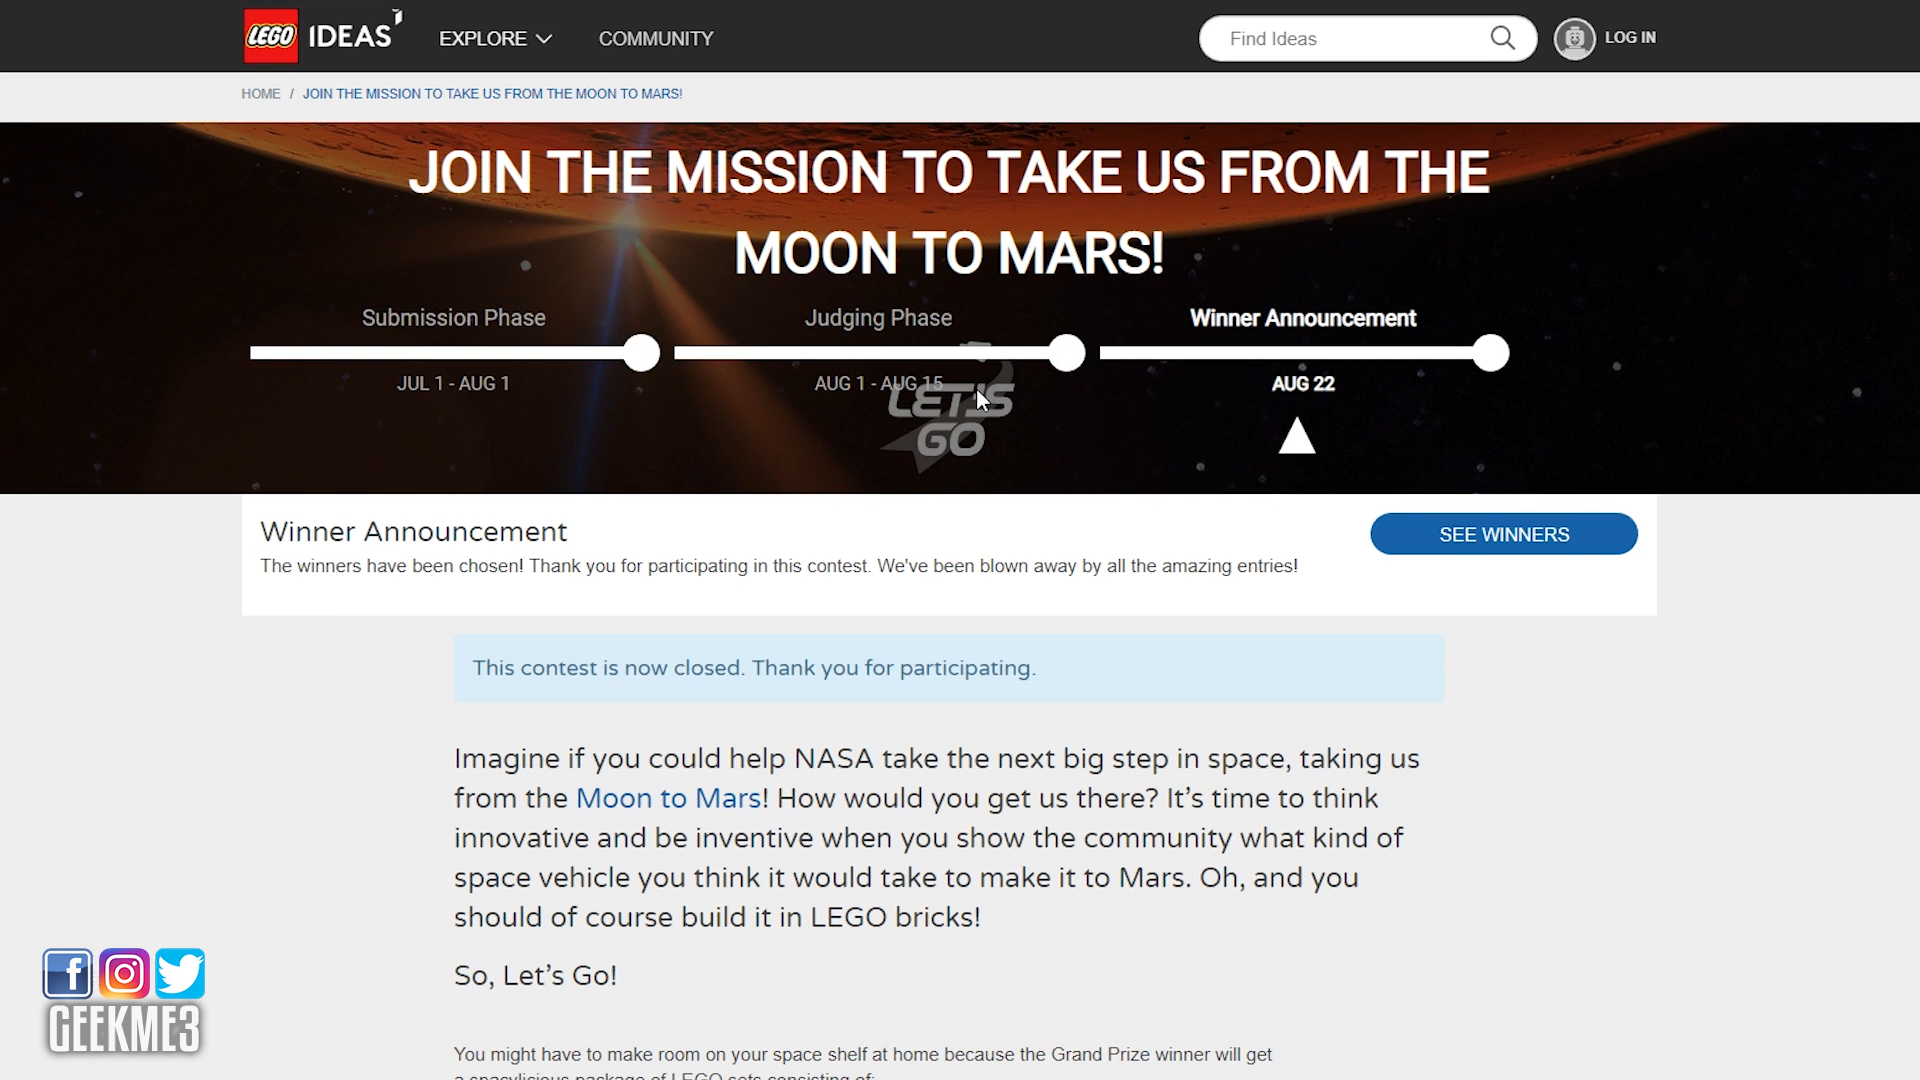 LEGO IDEAS EXPLORE COMMUNITY Find Ideas LOG IN
HOME / JOIN THE MISSION TO TAKE US FROM THE MOON TO MARS!
JOIN THE MISSION TO TAKE US FROM THE
MOON TO MARS!
Submission Phase Judging Phase Winner Announcement
JUL 1 - AUG 1 AUG 1 - AUG 15 AUG 22
LET'S
GO
Winner Announcement SEE WINNERS
The winners have been chosen! Thank you for participating in this contest. We've been blown away by all the amazing entries!
This contest is now closed. Thank you for participating.
Imagine if you could help NASA take the next big step in space, taking us
from the Moon to Mars! How would you get us there? It’s time to think
innovative and be inventive when you show the community what kind of
space vehicle you think it would take to make it to Mars. Oh, and you
should of course build it in LEGO bricks!
So, Let’s Go!
GEEKME3
You might have to make room on your space shelf at home because the Grand Prize winner will get
a spacylicious package of LEGO sets consisting of: